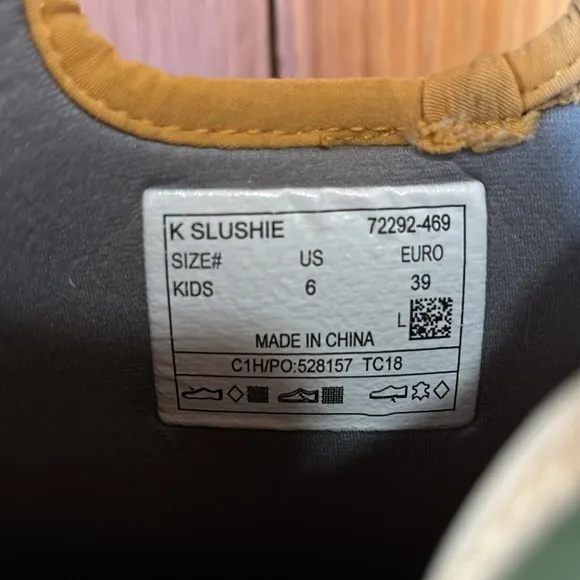 K SLUSHIE 72292-469
SIZE# US EURO
KIDS 6 39
L
MADE IN CHINA
C1H/PO:528157 TC18